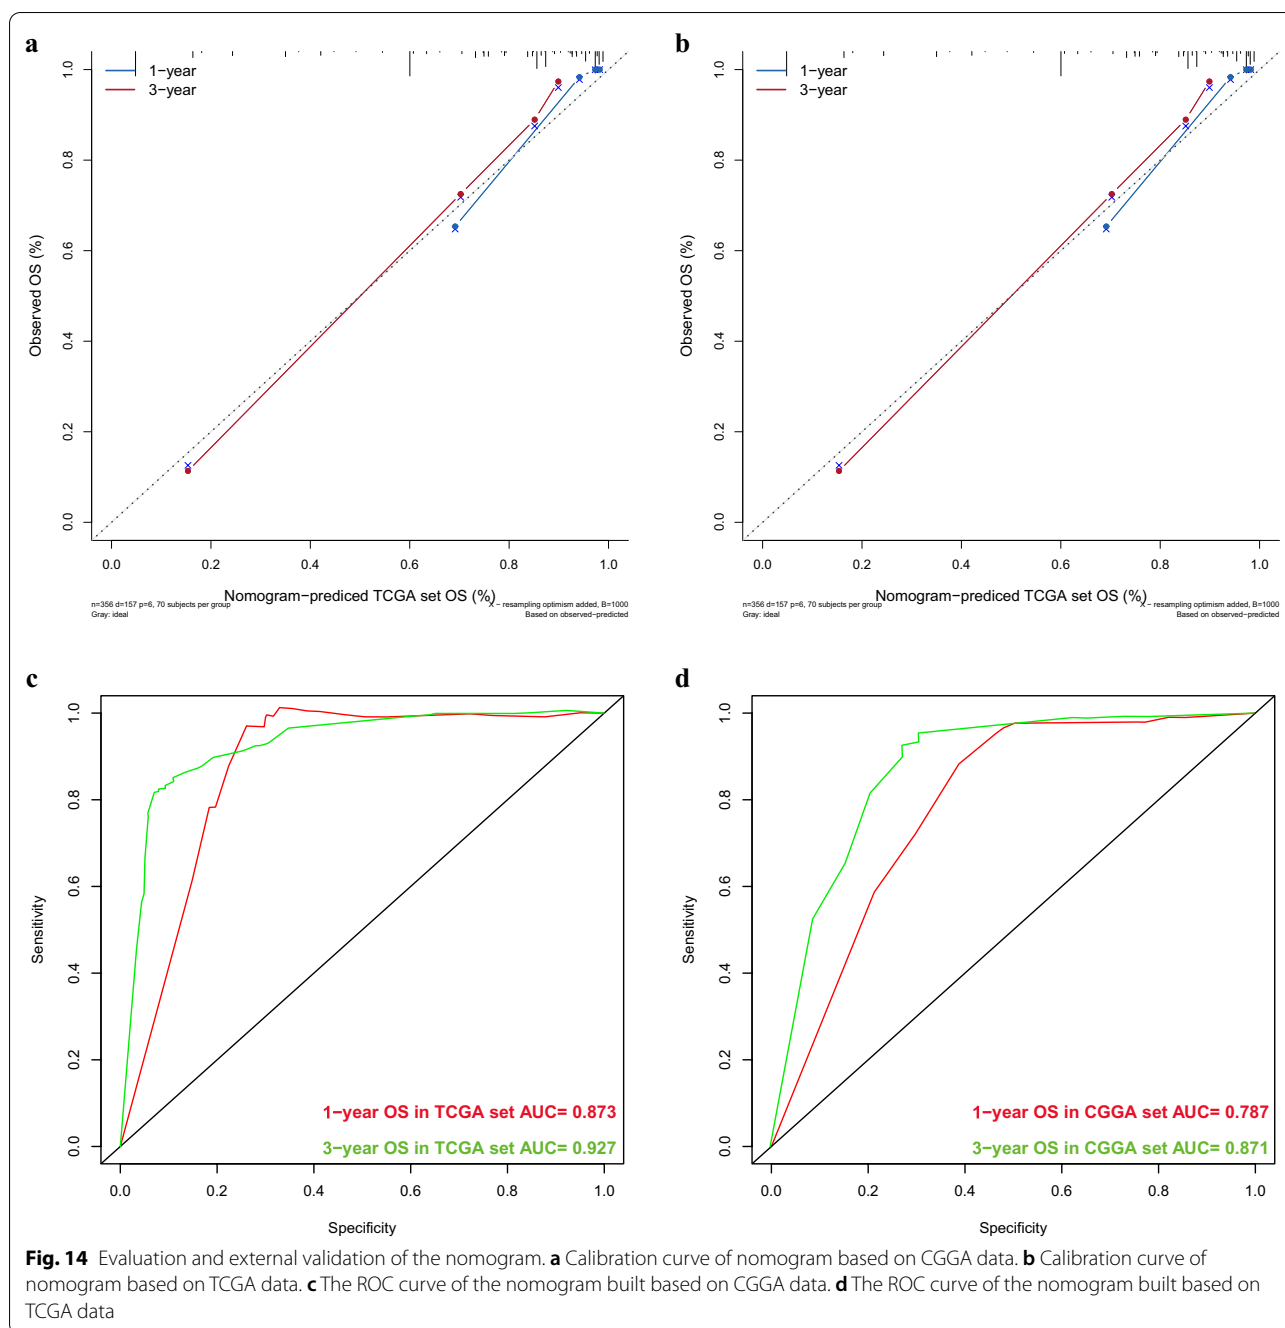 a
1.0
0.8
0.6
0.4
0.2
0.0
Observed OS (%)
1−year
3−year
0.0 0.2 0.4 0.6 0.8 1.0
Nomogram−prediced TCGA set OS (%)
n=356 d=157 p=6, 70 subjects per group
Gray: ideal
X − resampling optimism added, B=1000
Based on observed−predicted
b
1.0
0.8
0.6
0.4
0.2
0.0
Observed OS (%)
1−year
3−year
0.0 0.2 0.4 0.6 0.8 1.0
Nomogram−prediced TCGA set OS (%)
n=356 d=157 p=6, 70 subjects per group
Gray: ideal
X − resampling optimism added, B=1000
Based on observed−predicted
c
1.0
0.8
0.6
0.4
0.2
0.0
Sensitivity
1−year OS in TCGA set AUC= 0.873
3−year OS in TCGA set AUC= 0.927
0.0 0.2 0.4 0.6 0.8 1.0
Specificity
d
1.0
0.8
0.6
0.4
0.2
0.0
Sensitivity
1−year OS in CGGA set AUC= 0.787
3−year OS in CGGA set AUC= 0.871
0.0 0.2 0.4 0.6 0.8 1.0
Specificity
Fig. 14 Evaluation and external validation of the nomogram. a Calibration curve of nomogram based on CGGA data. b Calibration curve of
nomogram based on TCGA data. c The ROC curve of the nomogram built based on CGGA data. d The ROC curve of the nomogram built based on
TCGA data